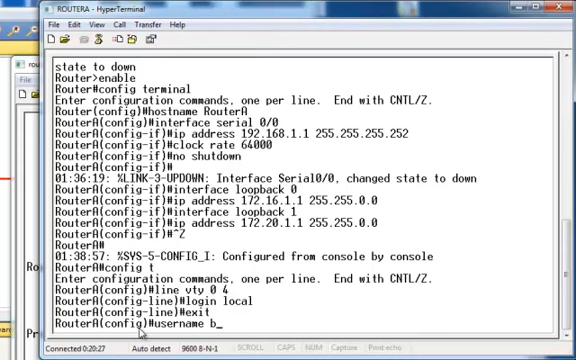 ROUTERA - HyperTerminal
File Edit View Call Transfer Help
state to down
Router>enable
Router#config terminal
Enter configuration commands, one per line. End with CNTL/Z.
Router(config)#hostname RouterA
RouterA(config)#interface serial 0/0
RouterA(config-if)#ip address 192.168.1.1 255.255.255.252
RouterA(config-if)#clock rate 64000
RouterA(config-if)#no shutdown
RouterA(config-if)#
01:36:19: %LINK-3-UPDOWN: Interface Serial0/0, changed state to down
RouterA(config-if)#interface loopback 0
RouterA(config-if)#ip address 172.16.1.1 255.255.0.0
RouterA(config-if)#interface loopback 1
RouterA(config-if)#ip address 172.20.1.1 255.255.0.0
RouterA(config-if)#^Z
RouterA#
01:38:57: %SYS-5-CONFIG_I: Configured from console by console
RouterA#config t
Enter configuration commands, one per line. End with CNTL/Z.
RouterA(config)#line vty 0 4
RouterA(config-line)#login local
RouterA(config-line)#exit
RouterA(config)#username b_
Connected 0:20:27 Auto detect 9600 8-N-1 SCROLL CAPS NUM Capture Print echo